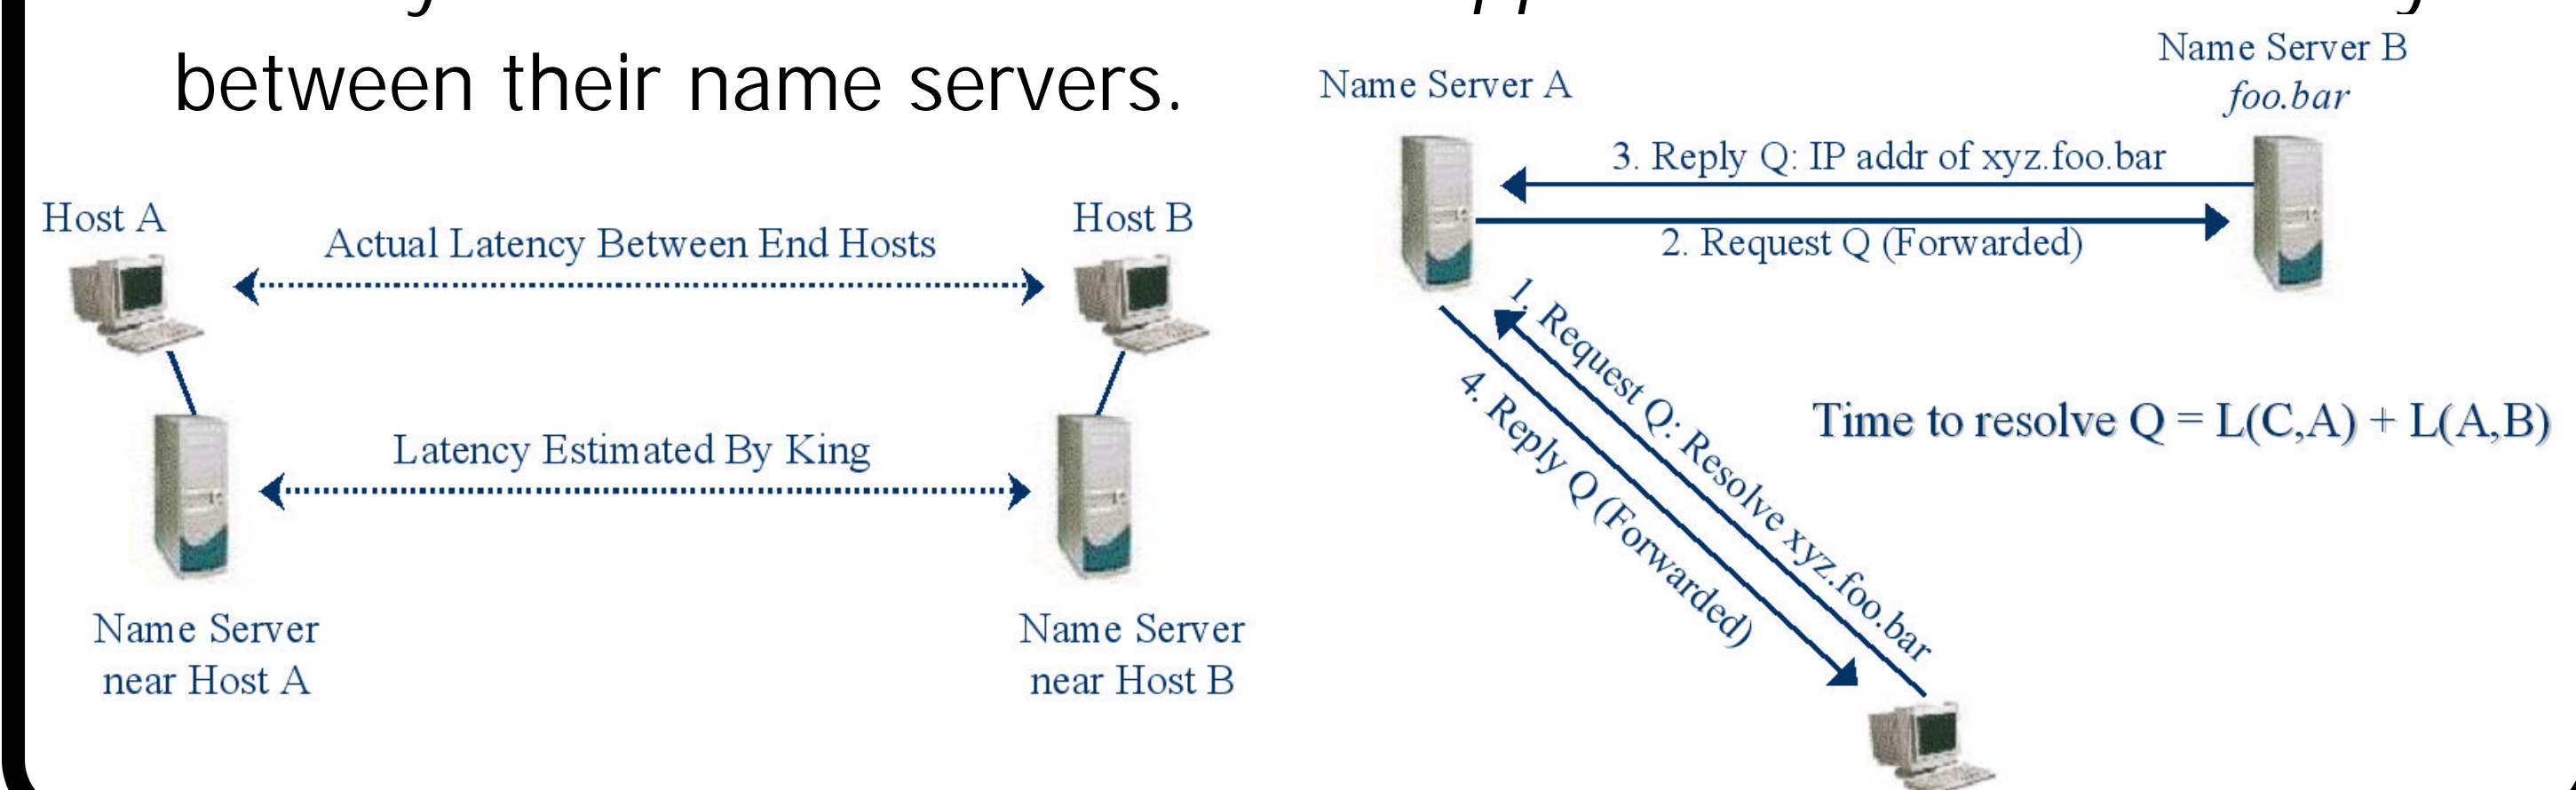 between their name servers.
Host A
Host B
Actual Latency Between End Hosts
Latency Estimated By King
Name Server
near Host A
Name Server
near Host B
Name Server A
Name Server B
foo.bar
3. Reply Q: IP addr of xyz.foo.bar
2. Request Q (Forwarded)
1. Request Q: Resolve xyz.foo.bar
4. Reply Q (Forwarded)
Time to resolve Q = L(C,A) + L(A,B)